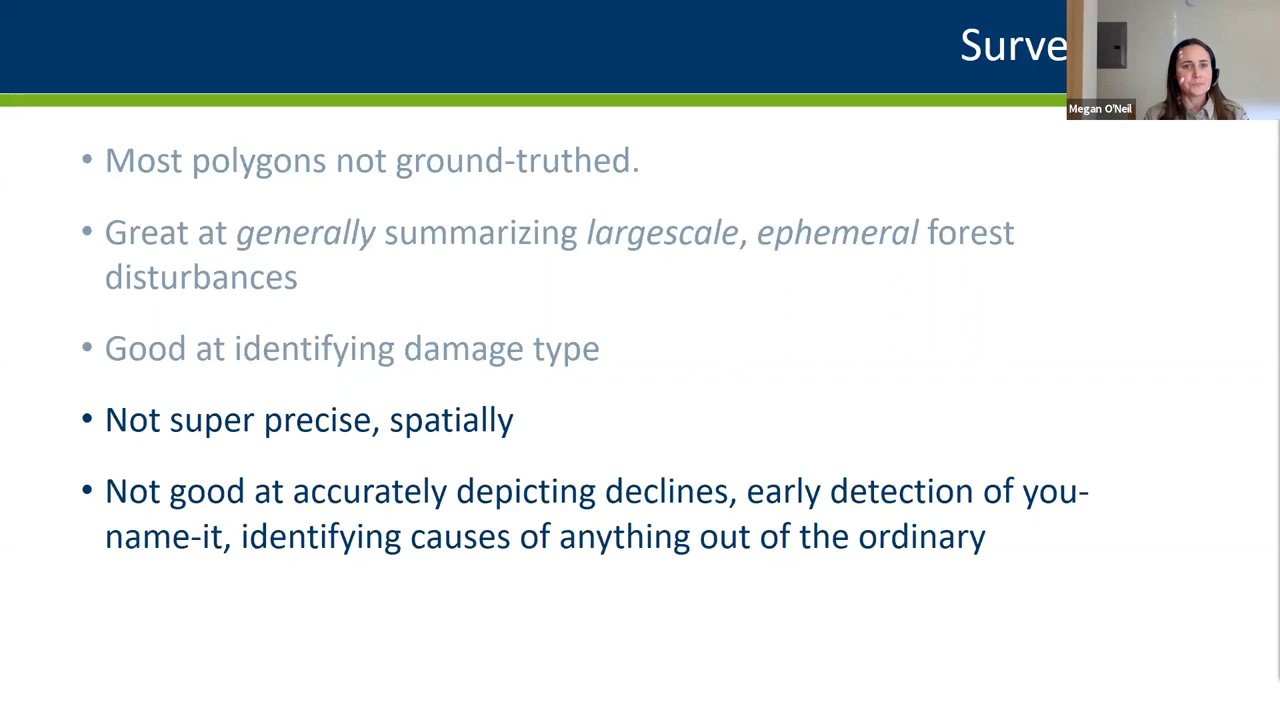 Surve
Megan O'Neil
• Most polygons not ground-truthed.
• Great at generally summarizing largescale, ephemeral forest
disturbances
• Good at identifying damage type
• Not super precise, spatially
• Not good at accurately depicting declines, early detection of you-
name-it, identifying causes of anything out of the ordinary